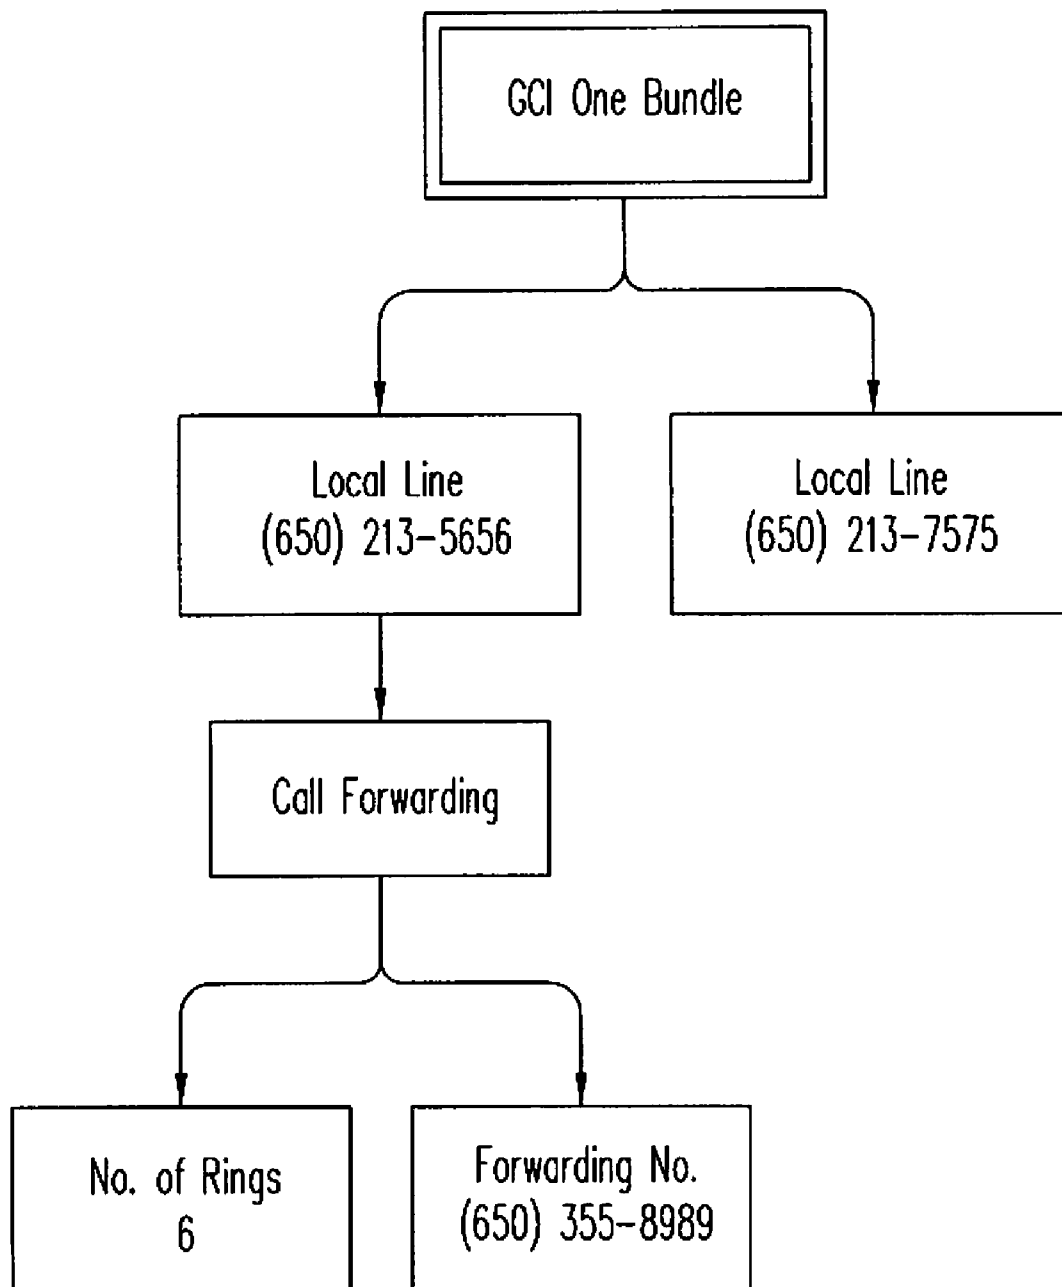 GCI One Bundle
Local Line
(650) 213-5656
Local Line
(650) 213-7575
Call Forwarding
No. of Rings
6
Forwarding No.
(650) 355-8989